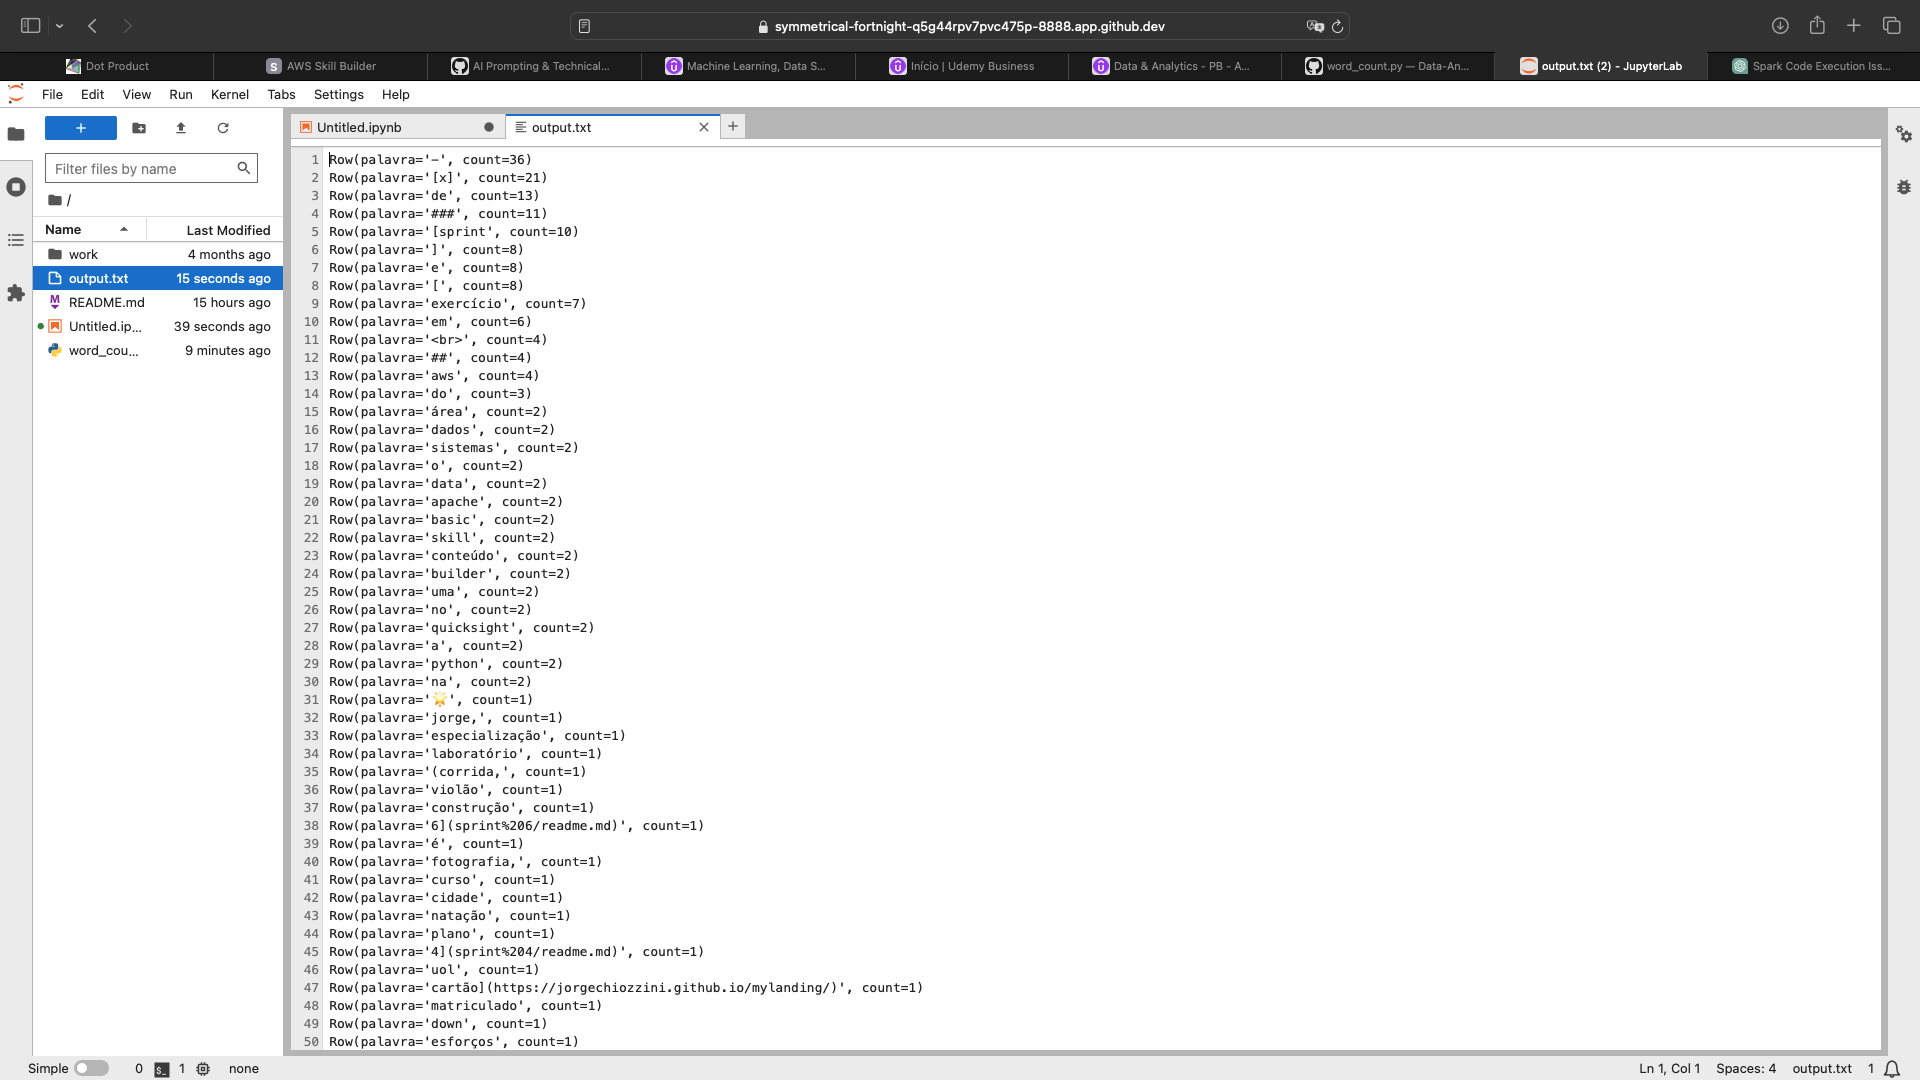 symmetrical-fortnight-q5g44rpv7pvc475p-8888.app.github.dev
Dot Product
AWS Skill Builder
AI Prompting & Technical...
Machine Learning, Data S...
Início | Udemy Business
Data & Analytics - PB - A...
word_count.py — Data-An...
output.txt (2) - JupyterLab
Spark Code Execution Iss...
File Edit View Run Kernel Tabs Settings Help
+
Untitled.ipynb
output.txt
Filter files by name
/
Name Last Modified
work 4 months ago
output.txt 15 seconds ago
README.md 15 hours ago
Untitled.ip... 39 seconds ago
word_cou... 9 minutes ago
1 Row(palavra='-', count=36)
2 Row(palavra='[x]', count=21)
3 Row(palavra='de', count=13)
4 Row(palavra='###', count=11)
5 Row(palavra='[sprint', count=10)
6 Row(palavra=']', count=8)
7 Row(palavra='e', count=8)
8 Row(palavra='[', count=8)
9 Row(palavra='exercício', count=7)
10 Row(palavra='em', count=6)
11 Row(palavra='<br>', count=4)
12 Row(palavra='##', count=4)
13 Row(palavra='aws', count=4)
14 Row(palavra='do', count=3)
15 Row(palavra='área', count=2)
16 Row(palavra='dados', count=2)
17 Row(palavra='sistemas', count=2)
18 Row(palavra='o', count=2)
19 Row(palavra='data', count=2)
20 Row(palavra='apache', count=2)
21 Row(palavra='basic', count=2)
22 Row(palavra='skill', count=2)
23 Row(palavra='conteúdo', count=2)
24 Row(palavra='builder', count=2)
25 Row(palavra='uma', count=2)
26 Row(palavra='no', count=2)
27 Row(palavra='quicksight', count=2)
28 Row(palavra='a', count=2)
29 Row(palavra='python', count=2)
30 Row(palavra='na', count=2)
31 Row(palavra='🌟', count=1)
32 Row(palavra='jorge,', count=1)
33 Row(palavra='especialização', count=1)
34 Row(palavra='laboratório', count=1)
35 Row(palavra='(corrida,', count=1)
36 Row(palavra='violão', count=1)
37 Row(palavra='construção', count=1)
38 Row(palavra='6](sprint%206/readme.md)', count=1)
39 Row(palavra='é', count=1)
40 Row(palavra='fotografia,', count=1)
41 Row(palavra='curso', count=1)
42 Row(palavra='cidade', count=1)
43 Row(palavra='natação', count=1)
44 Row(palavra='plano', count=1)
45 Row(palavra='4](sprint%204/readme.md)', count=1)
46 Row(palavra='uol', count=1)
47 Row(palavra='cartão](https://jorgechiozzini.github.io/mylanding/)', count=1)
48 Row(palavra='matriculado', count=1)
49 Row(palavra='down', count=1)
50 Row(palavra='esforços', count=1)
Simple 0 1 none
Ln 1, Col 1 Spaces: 4 output.txt 1